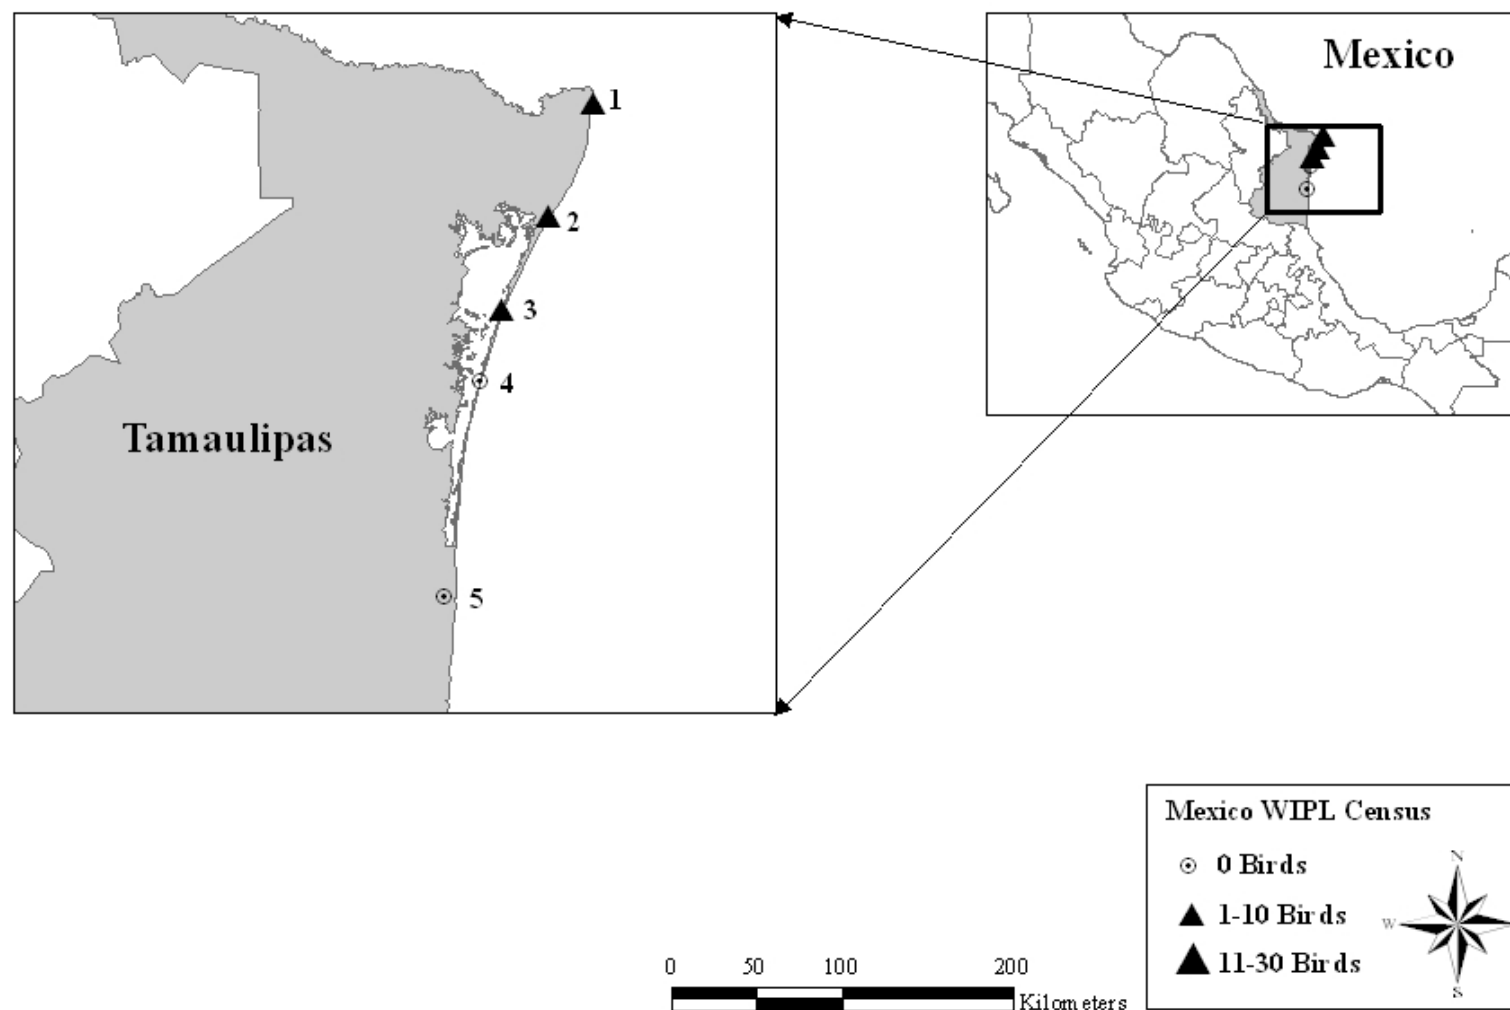 Mexico
1
2
3
4
Tamaulipas
5
Mexico WIPL Census
N
0 Birds
1-10 Birds
W
11-30 Birds
S
0 50 100 200
Kilometers